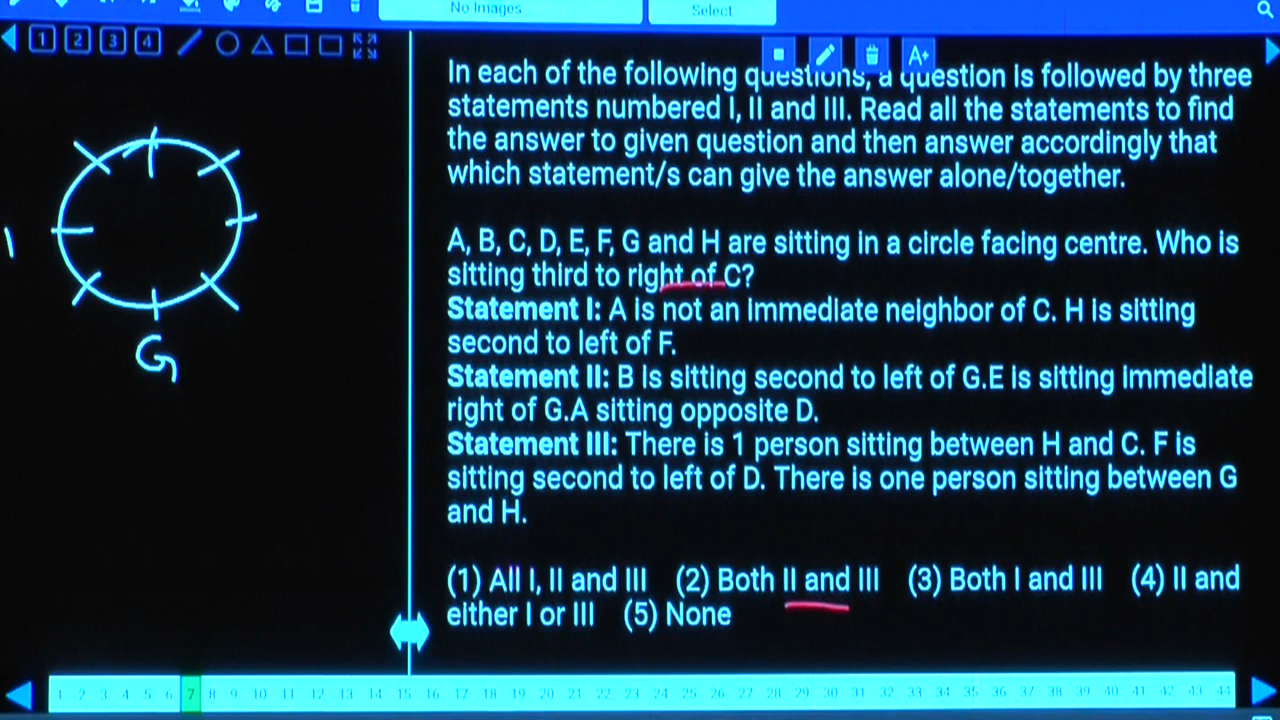 No Images
Select
1 2 3 4
A+
In each of the following questions, a question is followed by three
statements numbered I, II and III. Read all the statements to find
the answer to given question and then answer accordingly that
which statement/s can give the answer alone/together.
A, B, C, D, E, F, G and H are sitting in a circle facing centre. Who is
sitting third to right of C?
Statement I: A is not an immediate neighbor of C. H is sitting
second to left of F.
Statement II: B is sitting second to left of G.E is sitting immediate
right of G.A sitting opposite D.
Statement III: There is 1 person sitting between H and C. F is
sitting second to left of D. There is one person sitting between G
and H.
(1) All I, II and III (2) Both II and III (3) Both I and III (4) II and
either I or III (5) None
I
G
1 2 3 4 5 6 7 8 9 10 11 12 13 14 15 16 17 18 19 20 21 22 23 24 25 26 27 28 29 30 31 32 33 34 35 36 37 38 39 40 41 42 43 44